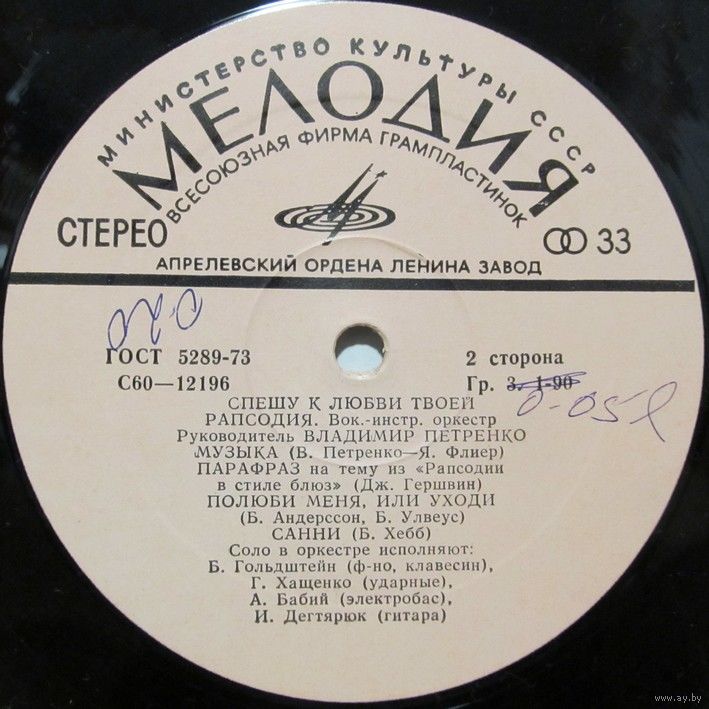 МИНИСТЕРСТВО КУЛЬТУРЫ СССР
МЕЛОДИЯ
ВСЕСОЮЗНАЯ ФИРМА ГРАМПЛАСТИНОК
СТЕРЕО 33
АПРЕЛЕВСКИЙ ОРДЕНА ЛЕНИНА ЗАВОД
ГОСТ 5289-73 2 сторона
С60—12196 Гр. 3. 1-90
СПЕШУ К ЛЮБВИ ТВОЕЙ
РАПСОДИЯ. Вок.-инстр. оркестр
Руководитель ВЛАДИМИР ПЕТРЕНКО
МУЗЫКА (В. Петренко—Я. Флиер)
ПАРАФРАЗ на тему из «Рапсодии
в стиле блюз» (Дж. Гершвин)
ПОЛЮБИ МЕНЯ, ИЛИ УХОДИ
(Б. Андерссон, Б. Улвеус)
САННИ (Б. Хебб)
Соло в оркестре исполняют:
Б. Гольдштейн (ф-но, клавесин),
Г. Хащенко (ударные),
А. Бабий (электробас),
И. Дегтярюк (гитара)
www.ay.by